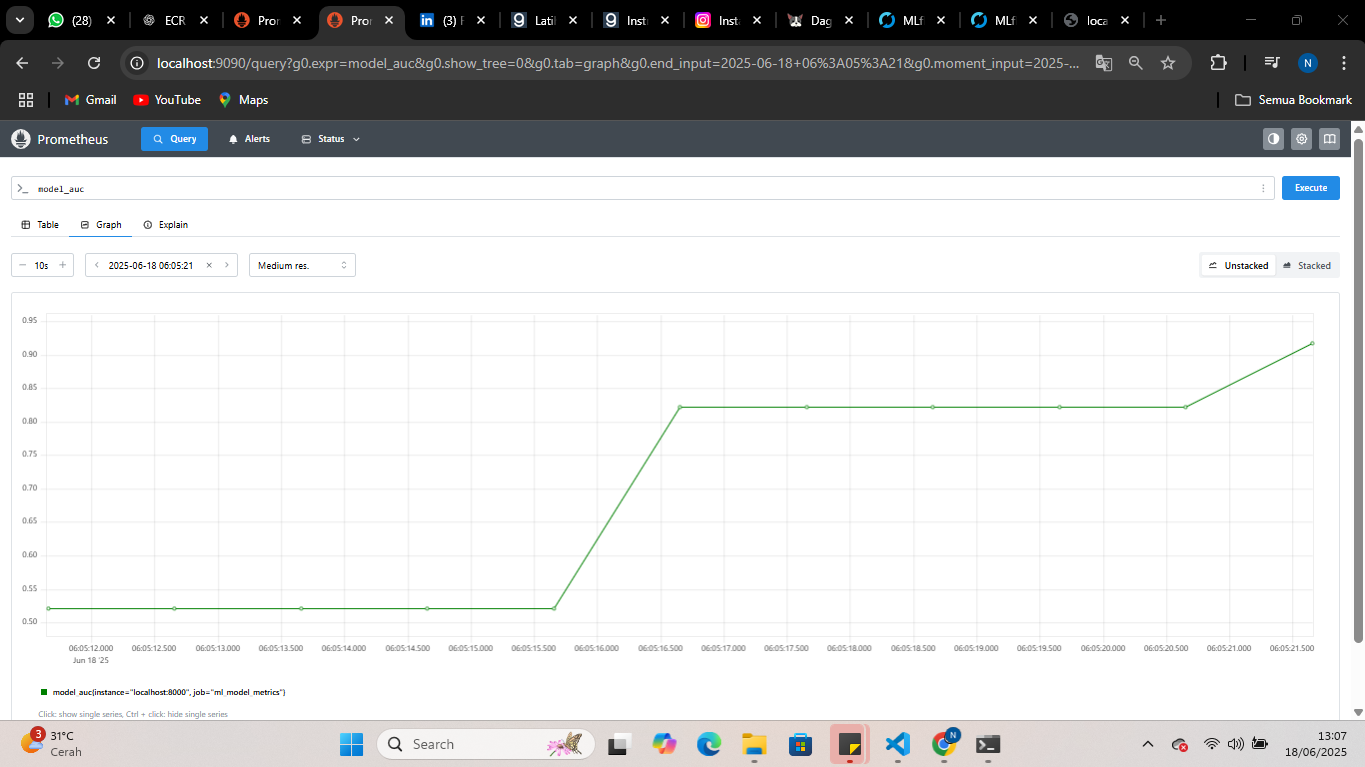 (28)
ECR
Pror
Pror
(3) F
Latil
Inst
Inst
Dag
MLf
MLf
loca
localhost:9090/query?g0.expr=model_auc&g0.show_tree=0&g0.tab=graph&g0.end_input=2025-06-18+06%3A05%3A21&g0.moment_input=2025-...
N
Gmail
YouTube
Maps
Semua Bookmark
Prometheus
Query
Alerts
Status
>_ model_auc
Execute
Table
Graph
Explain
− 10s +
2025-06-18 06:05:21
Medium res.
Unstacked
Stacked
0.95
0.90
0.85
0.80
0.75
0.70
0.65
0.60
0.55
0.50
06:05:12.000 06:05:12.500 06:05:13.000 06:05:13.500 06:05:14.000 06:05:14.500 06:05:15.000 06:05:15.500 06:05:16.000 06:05:16.500 06:05:17.000 06:05:17.500 06:05:18.000 06:05:18.500 06:05:19.000 06:05:19.500 06:05:20.000 06:05:20.500 06:05:21.000 06:05:21.500
Jun 18 '25
model_auc{instance="localhost:8000", job="ml_model_metrics"}
Click: show single series, Ctrl + click: hide single series
3
31°C
Cerah
Search
N
13:07
18/06/2025